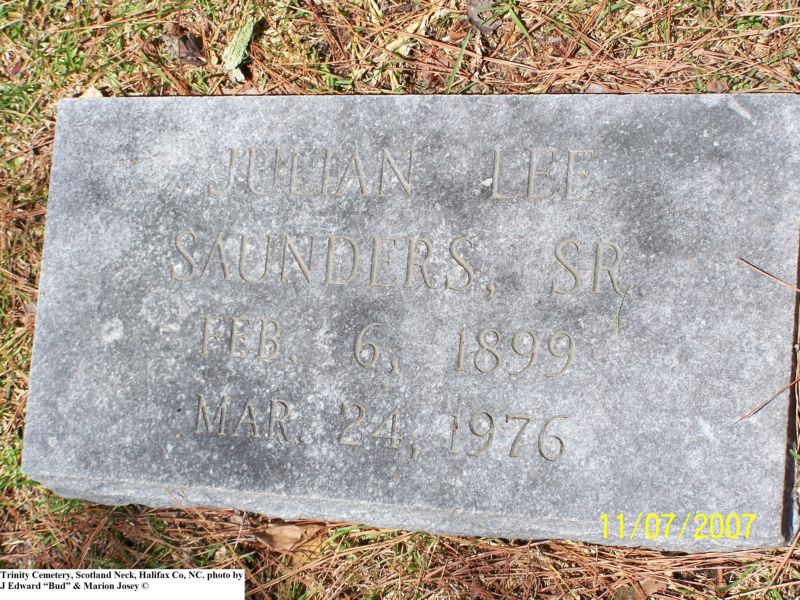 JULIAN LEE
SAUNDERS, SR.
FEB. 6, 1899
MAR. 24, 1976
11/07/2007
Trinity Cemetery, Scotland Neck, Halifax Co, NC. photo by
J Edward “Bud” & Marion Josey ©